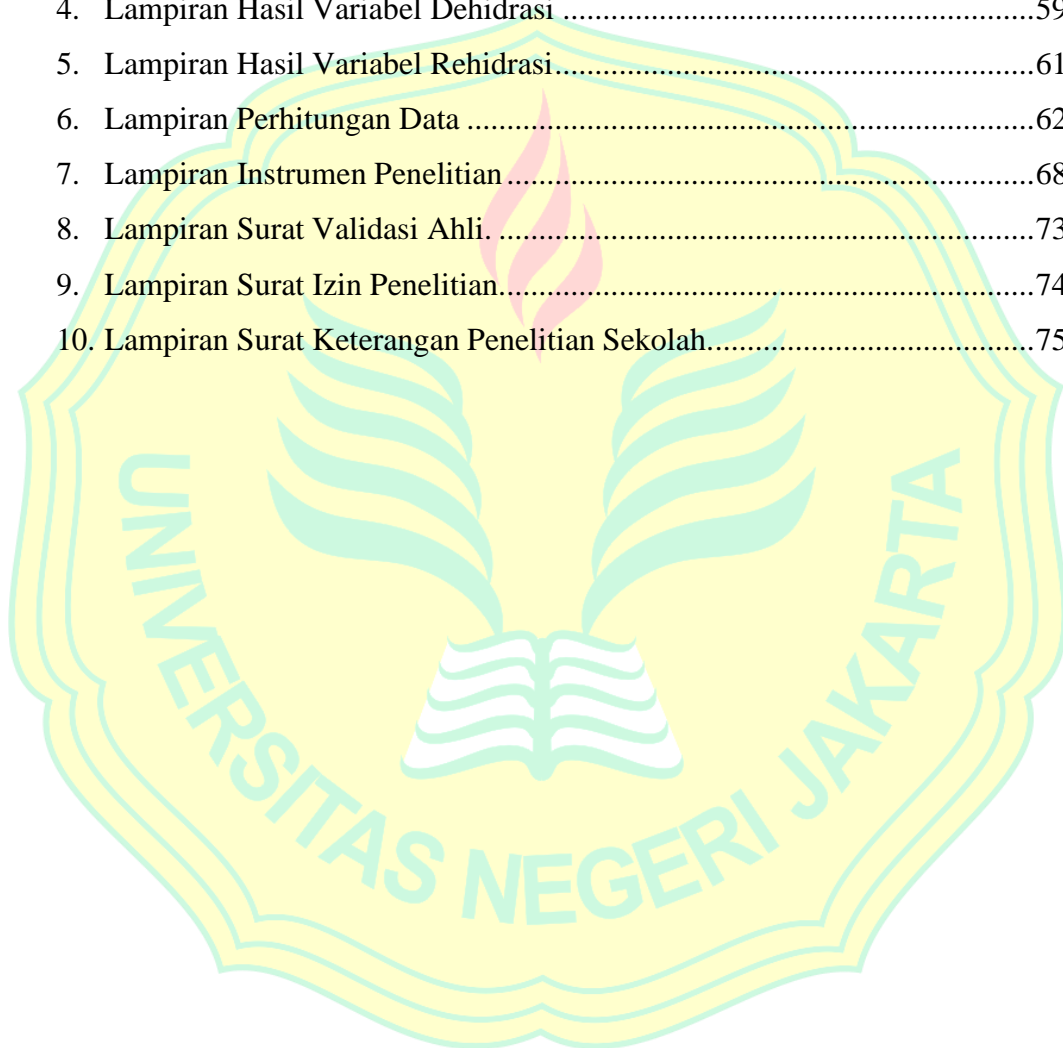 4. Lampiran Hasil Variabel Dehidrasi.......................................................59
5. Lampiran Hasil Variabel Rehidrasi.......................................................61
6. Lampiran Perhitungan Data .................................................................62
7. Lampiran Instrumen Penelitian.............................................................68
8. Lampiran Surat Validasi Ahli. ..............................................................73
9. Lampiran Surat Izin Penelitian.............................................................74
10. Lampiran Surat Keterangan Penelitian Sekolah...................................75
UNIVERSITAS NEGERI JAKARTA